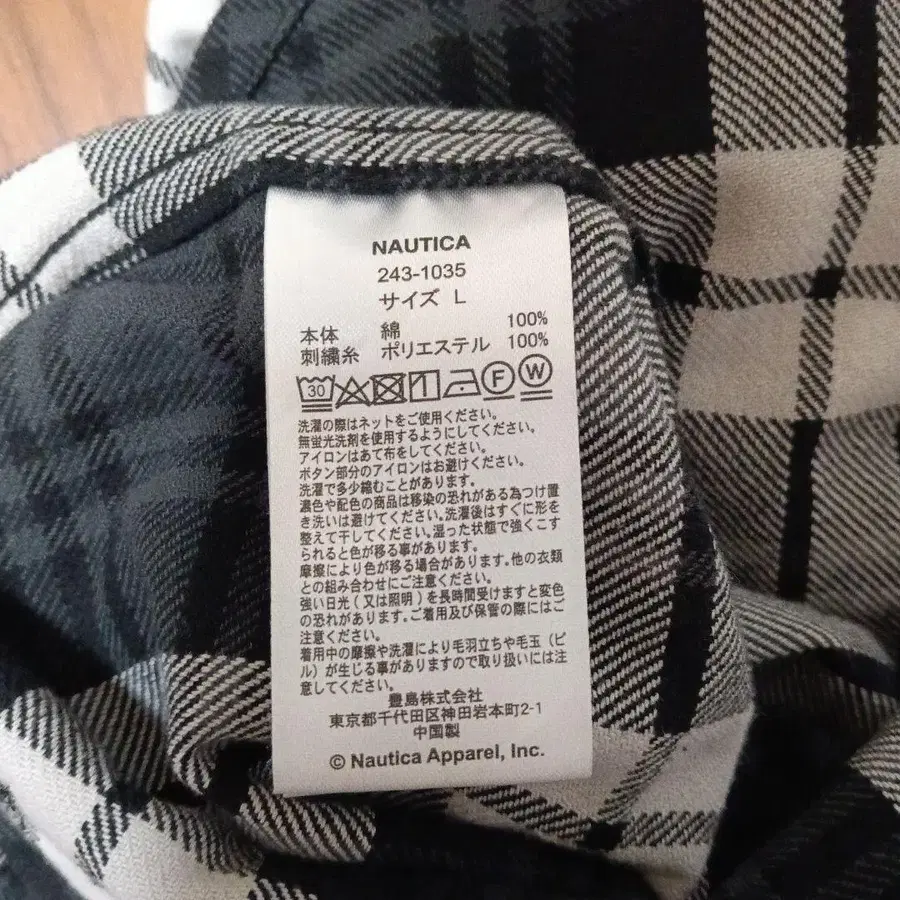 NAUTICA
243-1035
サイズ L
本体 綿 100%
刺繍糸 ポリエステル 100%
30 F W
洗濯の際はネットをご使用ください。
無蛍光洗剤を使用するようにしてください。
アイロンはあて布をしてください。
ボタン部分のアイロンはお避けください。
洗濯で多少縮むことがあります。
濃色や配色の商品は移染の恐れがある為つけ置
き洗いは避けてください。洗濯後はすぐに形を
整えて干してください。湿った状態で強くこす
られると色が移る事があります。
摩擦により色が移る場合があります。他の衣類
との組み合わせにご注意ください。
強い日光(又は照明)を長時間受けますと変色
の恐れがあります。ご着用及び保管の際にはご
注意ください。
着用中の摩擦や洗濯により毛羽立ちや毛玉(ピ
ル)が生じる事がありますので取り扱いには注
意してください。
豊島株式会社
東京都千代田区神田岩本町2-1
中国製
© Nautica Apparel, Inc.